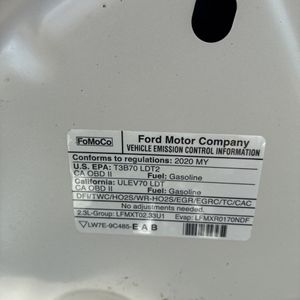 FoMoCo
Ford Motor Company
VEHICLE EMISSION CONTROL INFORMATION
Conforms to regulations: 2020 MY
U.S. EPA: T3B70 LDT2
CA OBD II Fuel: Gasoline
California: ULEV70 LDT
CA OBD II Fuel: Gasoline
DFI/TWC/HO2S/WR-HO2S/EGR/EGRC/TC/CAC
No adjustments needed.
2.3L-Group: LFMXT02.33U1 Evap: LFMXR0170NDF
LW7E-9C485-EAB